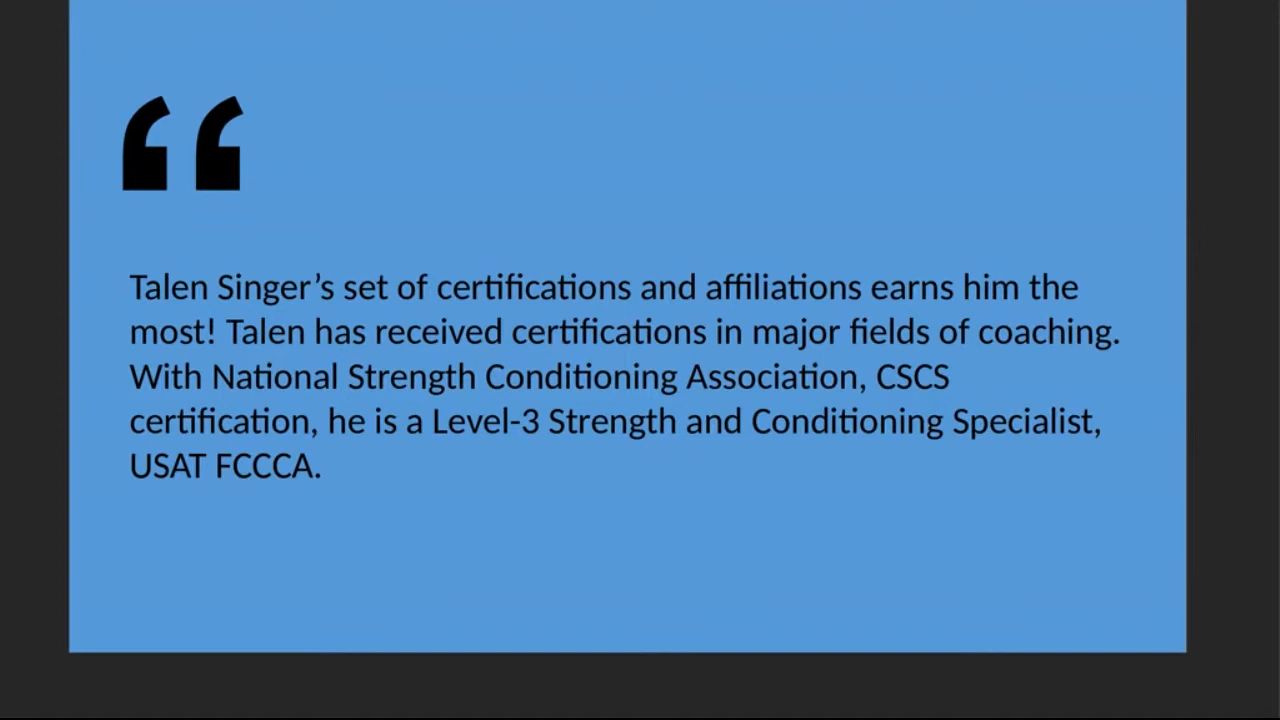 Talen Singer’s set of certifications and affiliations earns him the
most! Talen has received certifications in major fields of coaching.
With National Strength Conditioning Association, CSCS
certification, he is a Level-3 Strength and Conditioning Specialist,
USAT FCCCA.